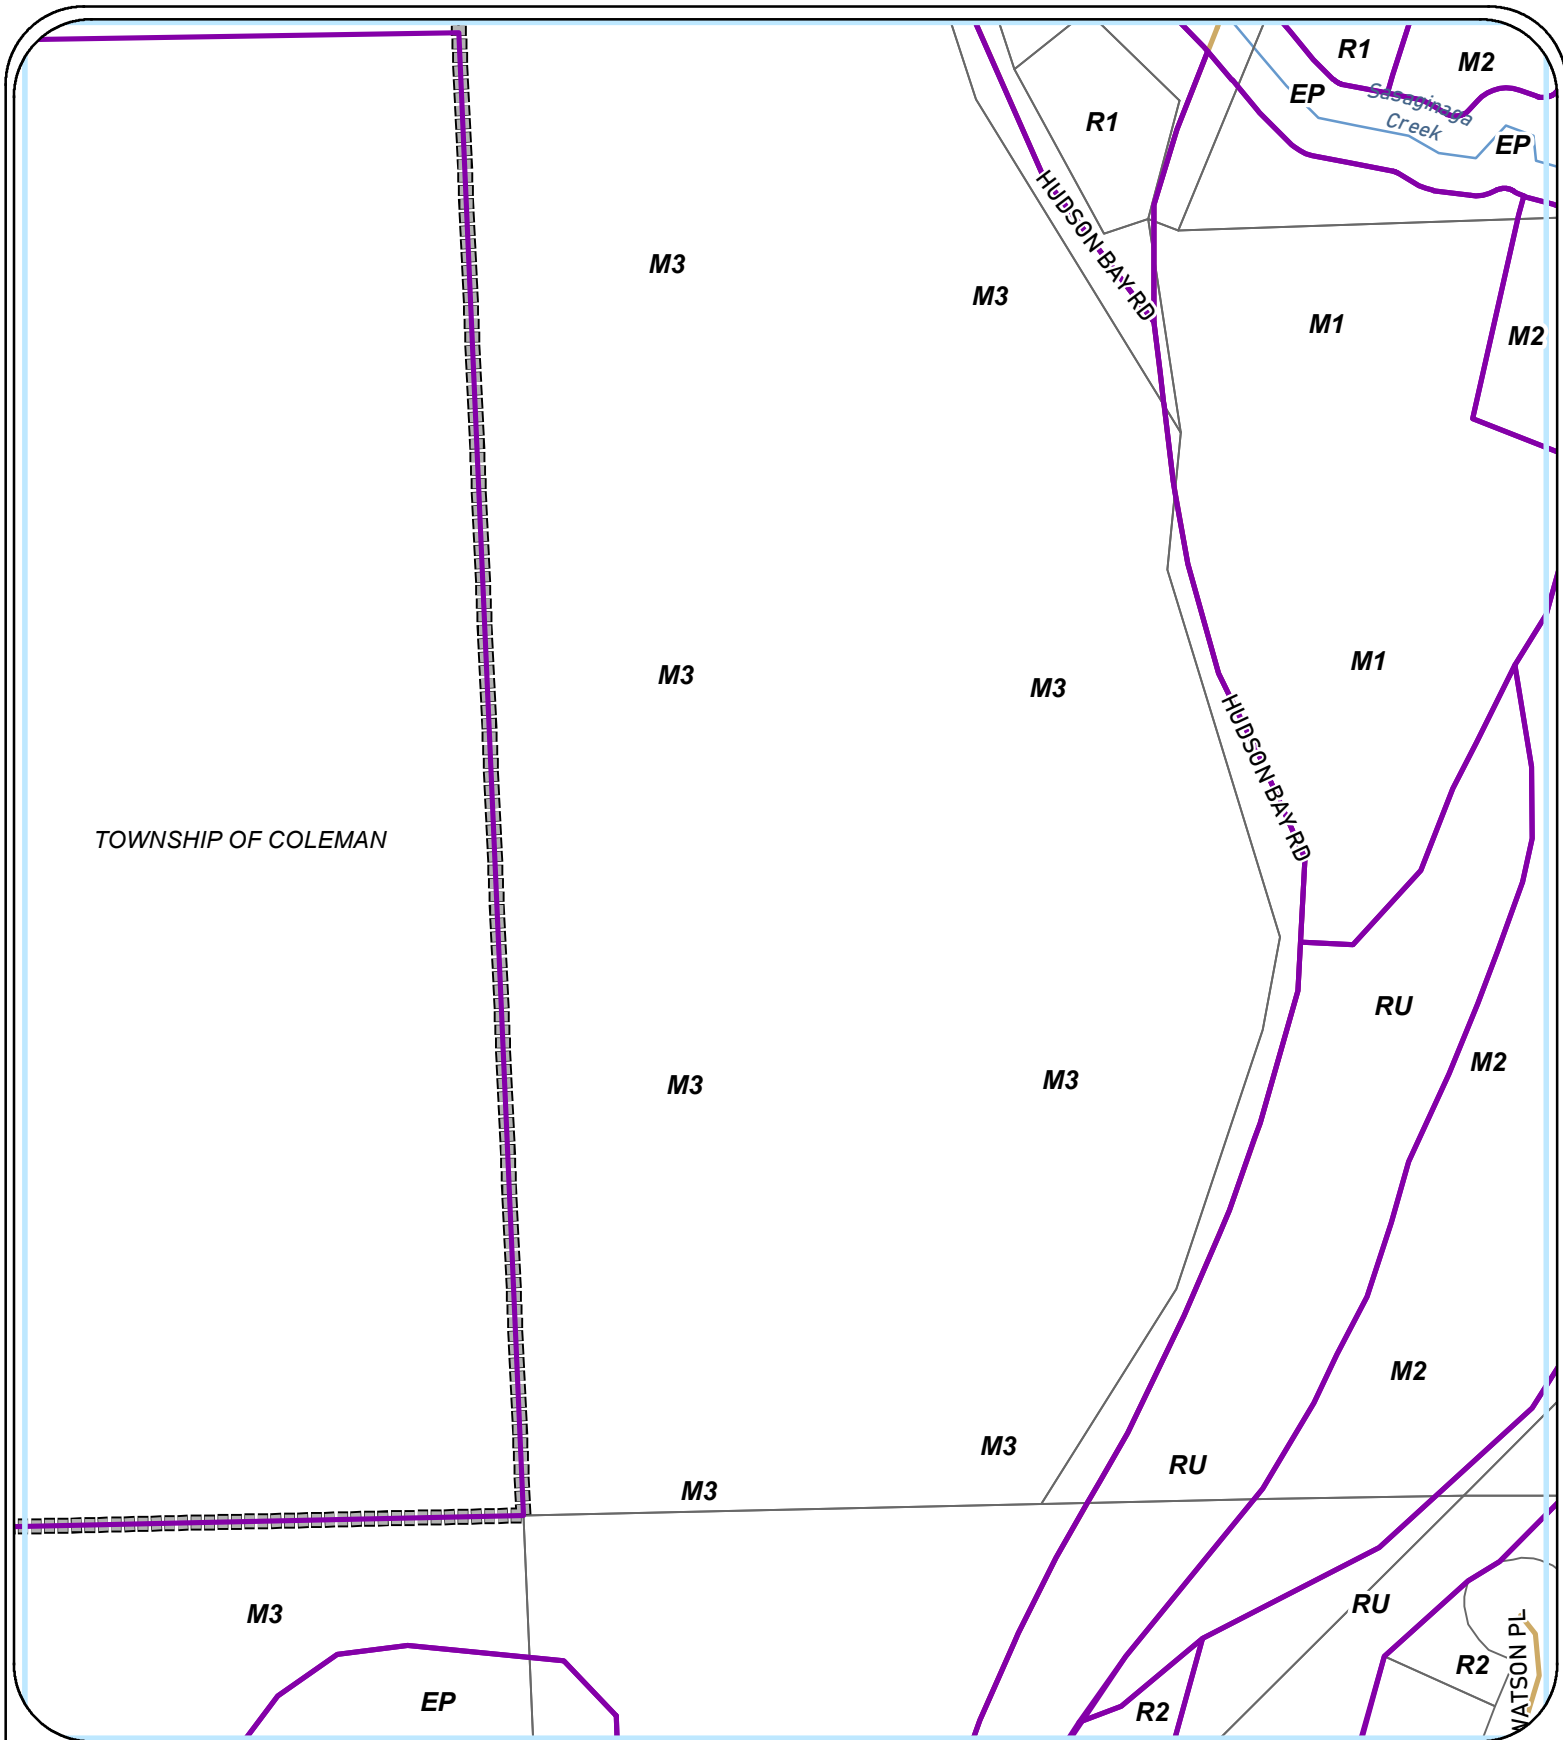 R1
M2
EP
Sasaginaga
Creek
R1
EP
HUDSON BAY RD
M3
M3
M1
M2
M1
M3
M3
HUDSON BAY RD
TOWNSHIP OF COLEMAN
RU
M2
M3
M3
M2
M3
RU
M3
RU
M3
R2
WATSON PL
EP
R2